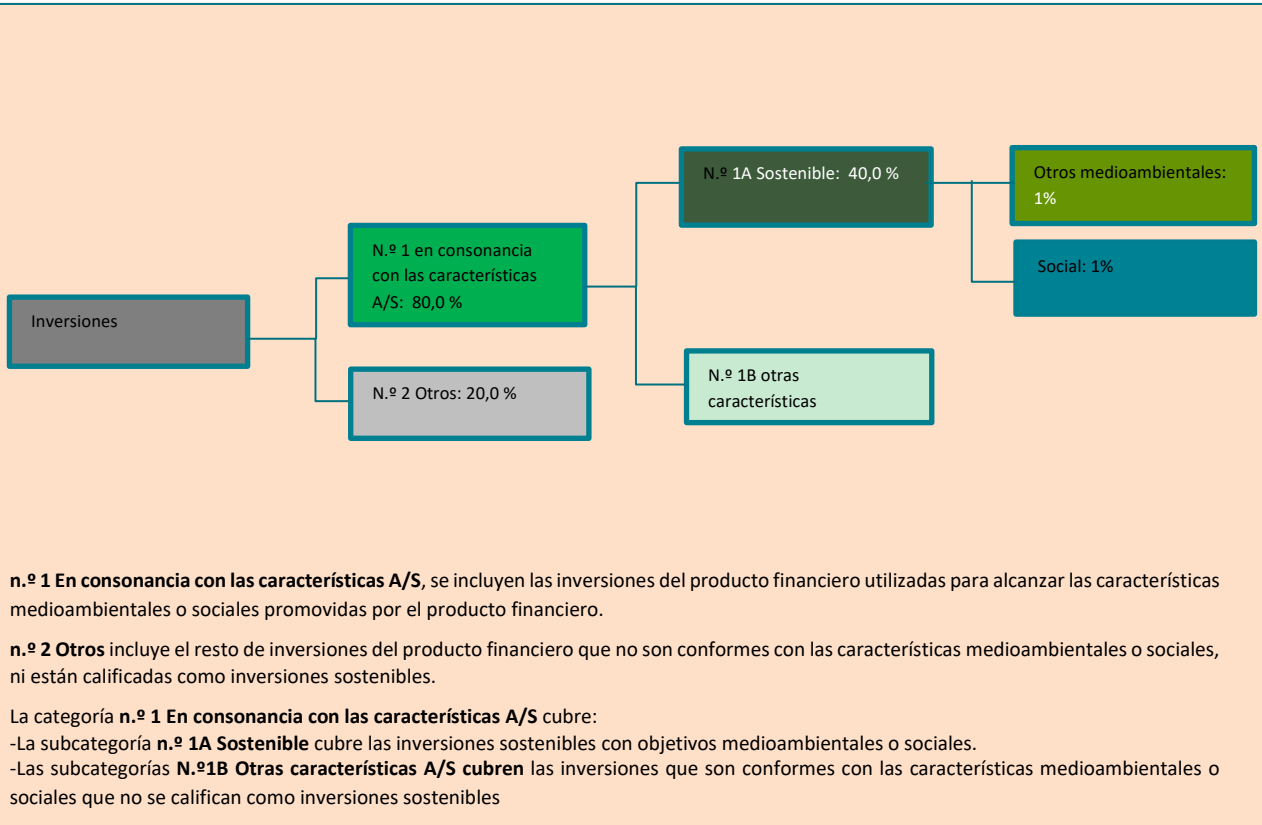 Inversiones
N.º 1 en consonancia
con las características
A/S:  80,0 %
N.º 2 Otros: 20,0 %
N.º 1A Sostenible:  40,0 %
N.º 1B otras
características
Otros medioambientales:
1%
Social: 1%
n.º 1 En consonancia con las características A/S, se incluyen las inversiones del producto financiero utilizadas para alcanzar las características
medioambientales o sociales promovidas por el producto financiero.
n.º 2 Otros incluye el resto de inversiones del producto financiero que no son conformes con las características medioambientales o sociales,
ni están calificadas como inversiones sostenibles.
La categoría n.º 1 En consonancia con las características A/S cubre:
-La subcategoría n.º 1A Sostenible cubre las inversiones sostenibles con objetivos medioambientales o sociales.
-Las subcategorías N.º1B Otras características A/S cubren las inversiones que son conformes con las características medioambientales o
sociales que no se califican como inversiones sostenibles